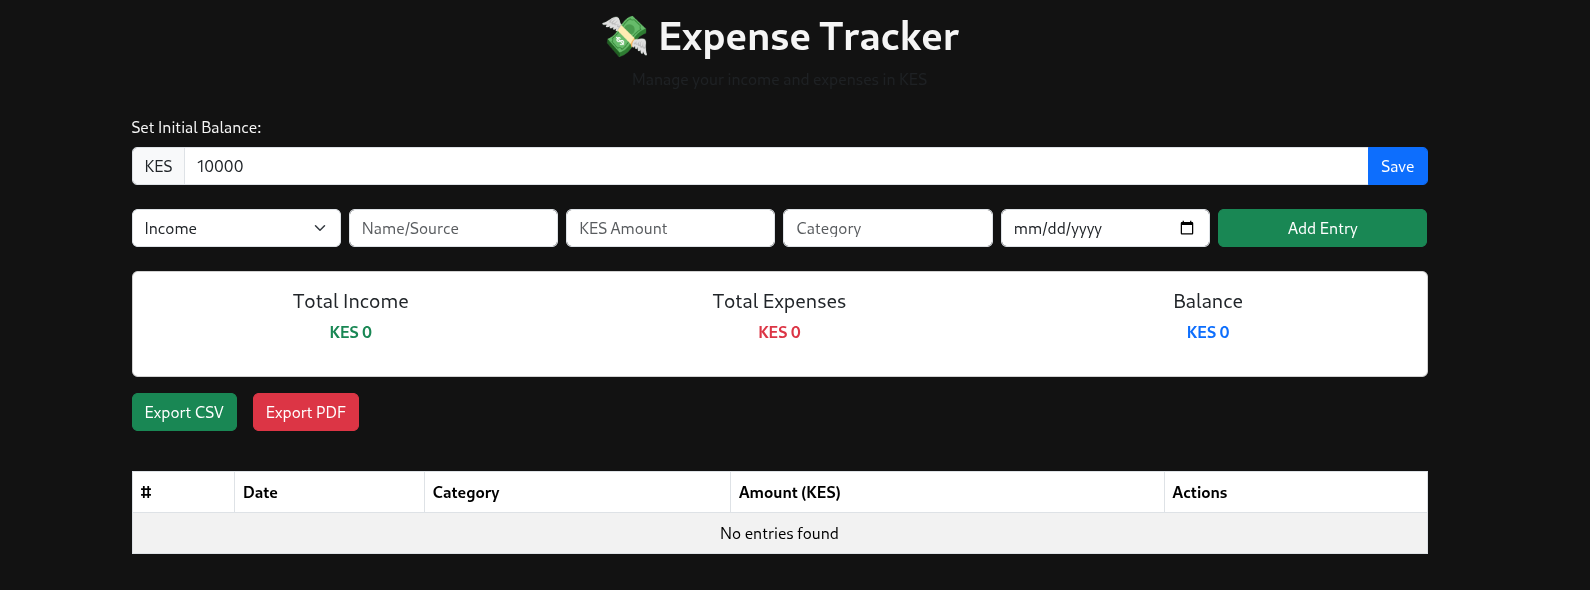 💸 Expense Tracker
Manage your income and expenses in KES
Set Initial Balance:
KES 10000 Save
Income Name/Source KES Amount Category mm/dd/yyyy Add Entry
Total Income Total Expenses Balance
KES 0 KES 0 KES 0
Export CSV Export PDF
# Date Category Amount (KES) Actions
No entries found